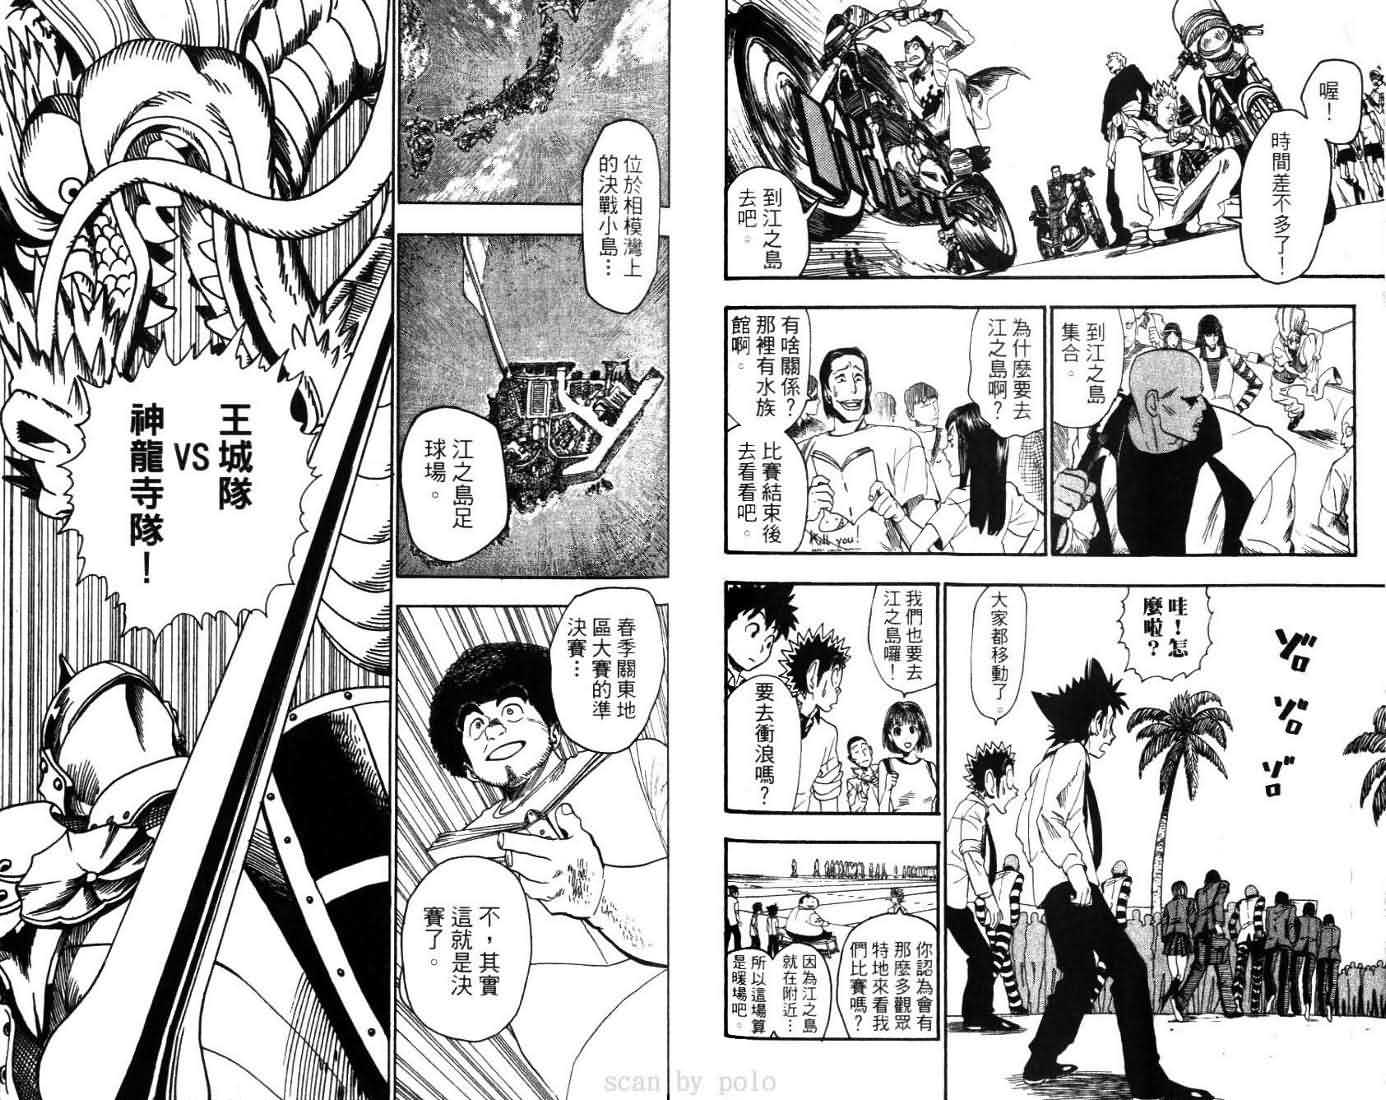 喔！
時間差不多了！
到江之島
去吧。
到江之島
集合。
為什麼要去
江之島啊？
有啥關係？
那裡有水族
館啊。
比賽結束後
去看看吧。
Kill you!
哇！怎
麼啦？
ゾロ
ゾロ
ゾロ
大家都移動了。
我們也要去
江之島囉！
要去衝浪嗎？
你認為會有
那麼多觀眾
特地來看我
們比賽嗎？
因為江之島
就在附近…
所以這場算
是暖場吧。
位於相模灣上
的決戰小島…
江之島足
球場。
春季關東地
區大賽的準
決賽…
不，其實
這就是決
賽了。
王城隊
VS
神龍寺隊！
scan by polo